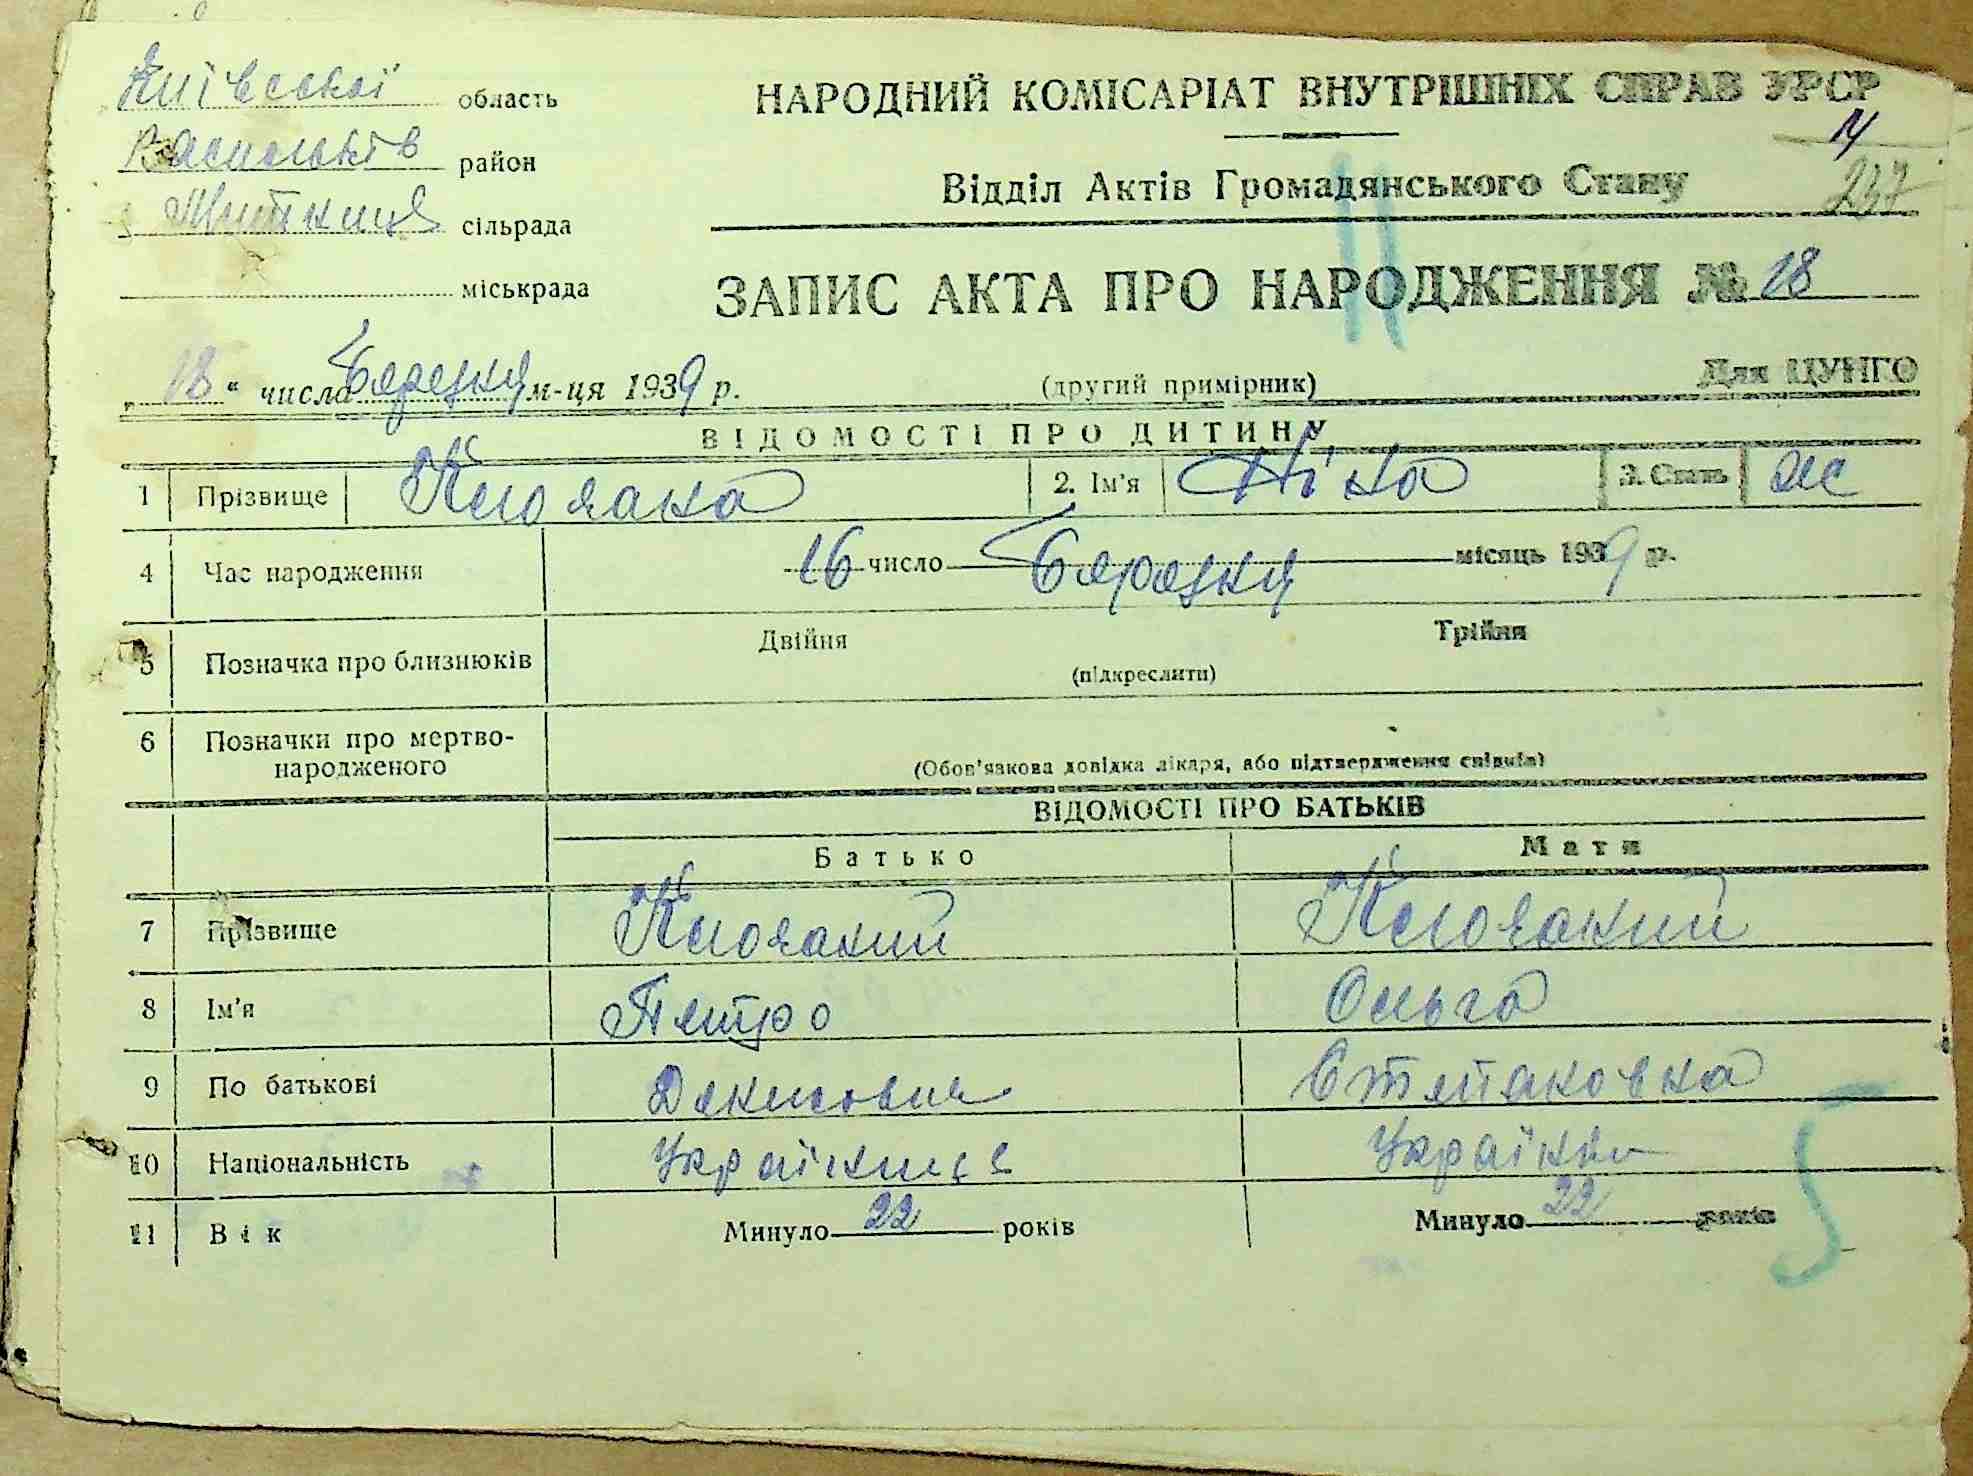 Київської область
Васильків район
Митниця сільрада
міськрада
НАРОДНИЙ КОМІСАРІАТ ВНУТРІШНІХ СПРАВ УРСР
14
237
Відділ Актів Громадянського Стану
ЗАПИС АКТА ПРО НАРОДЖЕННЯ № 18
„ 18 “ числа березня м-ця 1939 р.
(другий примірник)
Для ЦУНГО
ВІДОМОСТІ ПРО ДИТИНУ
1 Прізвище 2. Ім'я Ніна 3. Стать ж
4 Час народження 16 число березня місяць 1939 р.
5 Позначка про близнюків Двійня Трійня
(підкреслити)
6 Позначки про мертво-
народженого
(Обов'язкова довідка лікаря, або підтвердження свідків)
ВІДОМОСТІ ПРО БАТЬКІВ
Батько Мати
7 Прізвище
8 Ім'я Петро Ольга
9 По батькові Денисович Степановна
10 Національність Українець Українка
11 Вік Минуло 22 років Минуло 22 років